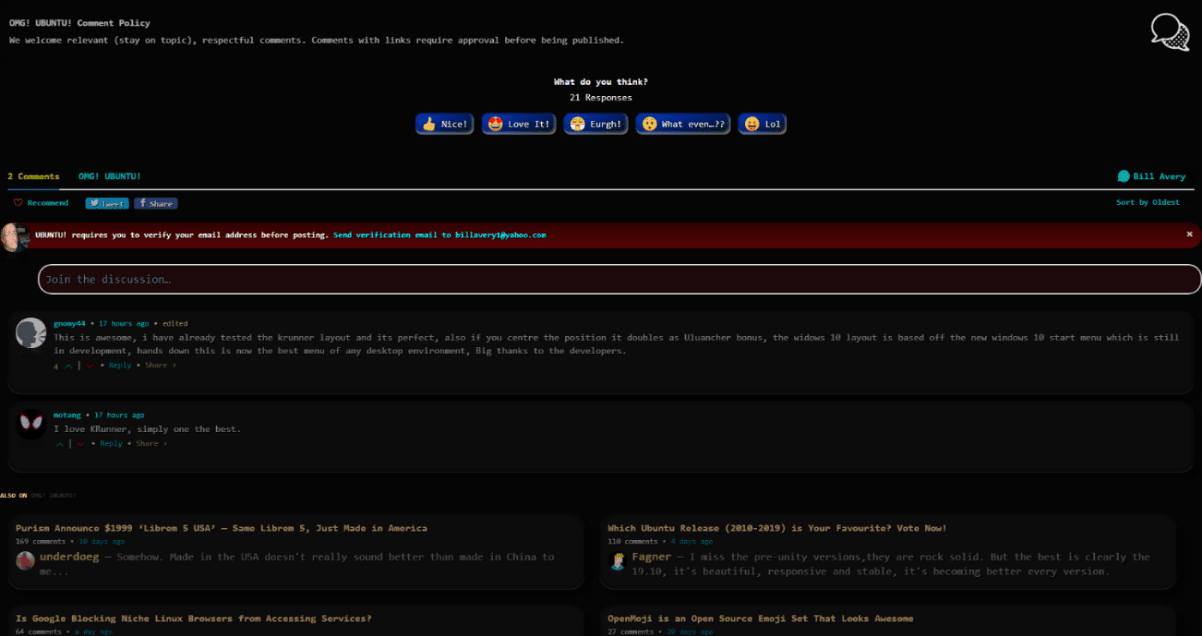 OMG! UBUNTU! Comment Policy
We welcome relevant (stay on topic), respectful comments. Comments with links require approval before being published.
What do you think?
21 Responses
Nice!
Love It!
Eurgh!
What even…??
Lol
2 Comments
OMG! UBUNTU!
Bill Avery
Recommend
Tweet
f Share
Sort by Oldest
UBUNTU! requires you to verify your email address before posting. Send verification email to billavery1@yahoo.com
×
Join the discussion…
gnomy44 • 17 hours ago • edited
This is awesome, i have already tested the krunner layout and its perfect, also if you centre the position it doubles as Uluancher bonus, the widows 10 layout is based off the new windows 10 start menu which is still
in development, hands down this is now the best menu of any desktop environment, Big thanks to the developers.
4 | • Reply • Share ›
motang • 17 hours ago
I love KRunner, simply one the best.
| • Reply • Share ›
ALSO ON OMG! UBUNTU!
Purism Announce $1999 ‘Librem 5 USA’ — Same Librem 5, Just Made in America
169 comments • 10 days ago
underdoeg — Somehow. Made in the USA doesn't really sound better than made in China to
me...
Which Ubuntu Release (2010-2019) is Your Favourite? Vote Now!
110 comments • 4 days ago
Fagner — I miss the pre-unity versions,they are rock solid. But the best is clearly the
19.10, it's beautiful, responsive and stable, it's becoming better every version.
Is Google Blocking Niche Linux Browsers from Accessing Services?
64 comments • a day ago
OpenMoji is an Open Source Emoji Set That Looks Awesome
27 comments • 20 days ago